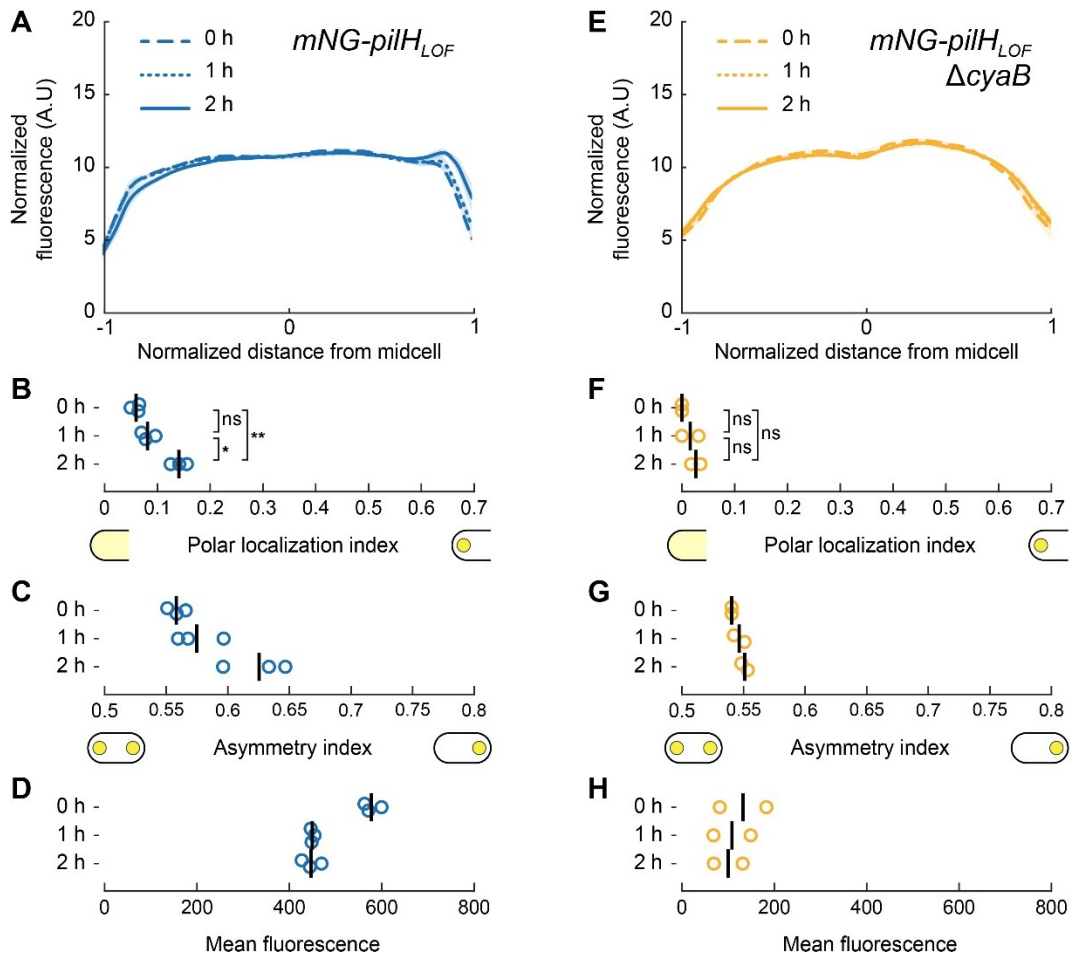 A
mNG-pilH_LOF
0 h
1 h
2 h
Normalized
fluorescence (A.U)
20
15
10
5
0
-1
0
1
Normalized distance from midcell
E
mNG-pilH_LOF
ΔcyaB
0 h
1 h
2 h
Normalized
fluorescence (A.U)
20
15
10
5
0
-1
0
1
Normalized distance from midcell
B
0 h -
1 h -
2 h -
ns
*
**
0 0.1 0.2 0.3 0.4 0.5 0.6 0.7
Polar localization index
F
0 h -
1 h -
2 h -
ns
ns
ns
0 0.1 0.2 0.3 0.4 0.5 0.6 0.7
Polar localization index
C
0 h -
1 h -
2 h -
0.5 0.55 0.6 0.65 0.7 0.75 0.8
Asymmetry index
G
0 h -
1 h -
2 h -
0.5 0.55 0.6 0.65 0.7 0.75 0.8
Asymmetry index
D
0 h -
1 h -
2 h -
0 200 400 600 800
Mean fluorescence
H
0 h -
1 h -
2 h -
0 200 400 600 800
Mean fluorescence